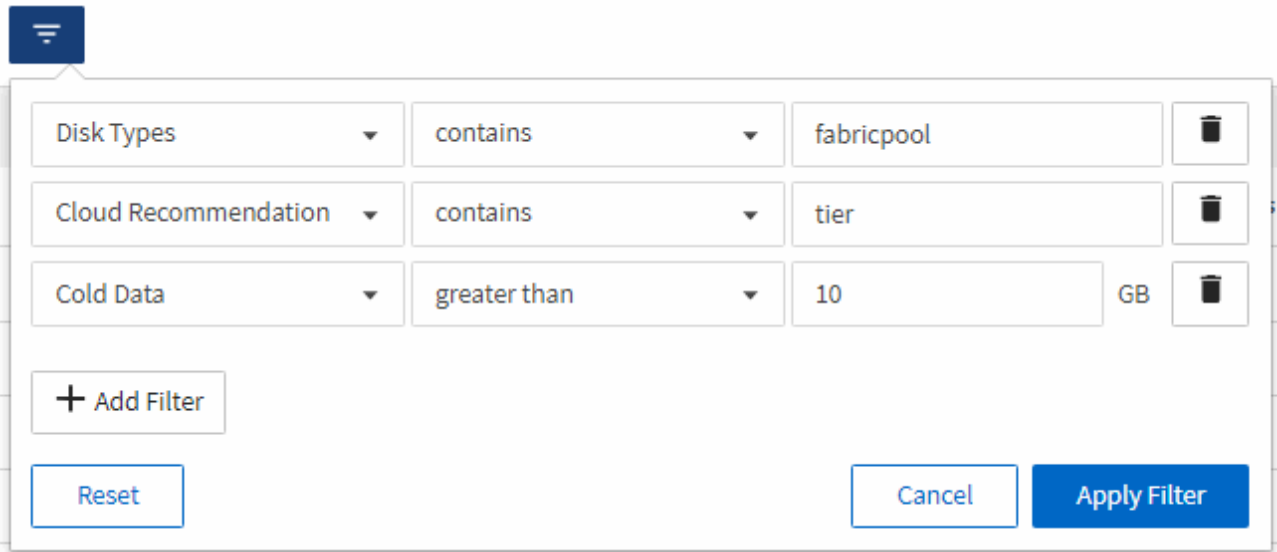 Disk Types contains fabricpool
Cloud Recommendation contains tier
Cold Data greater than 10 GB
Add Filter
Reset Cancel Apply Filter